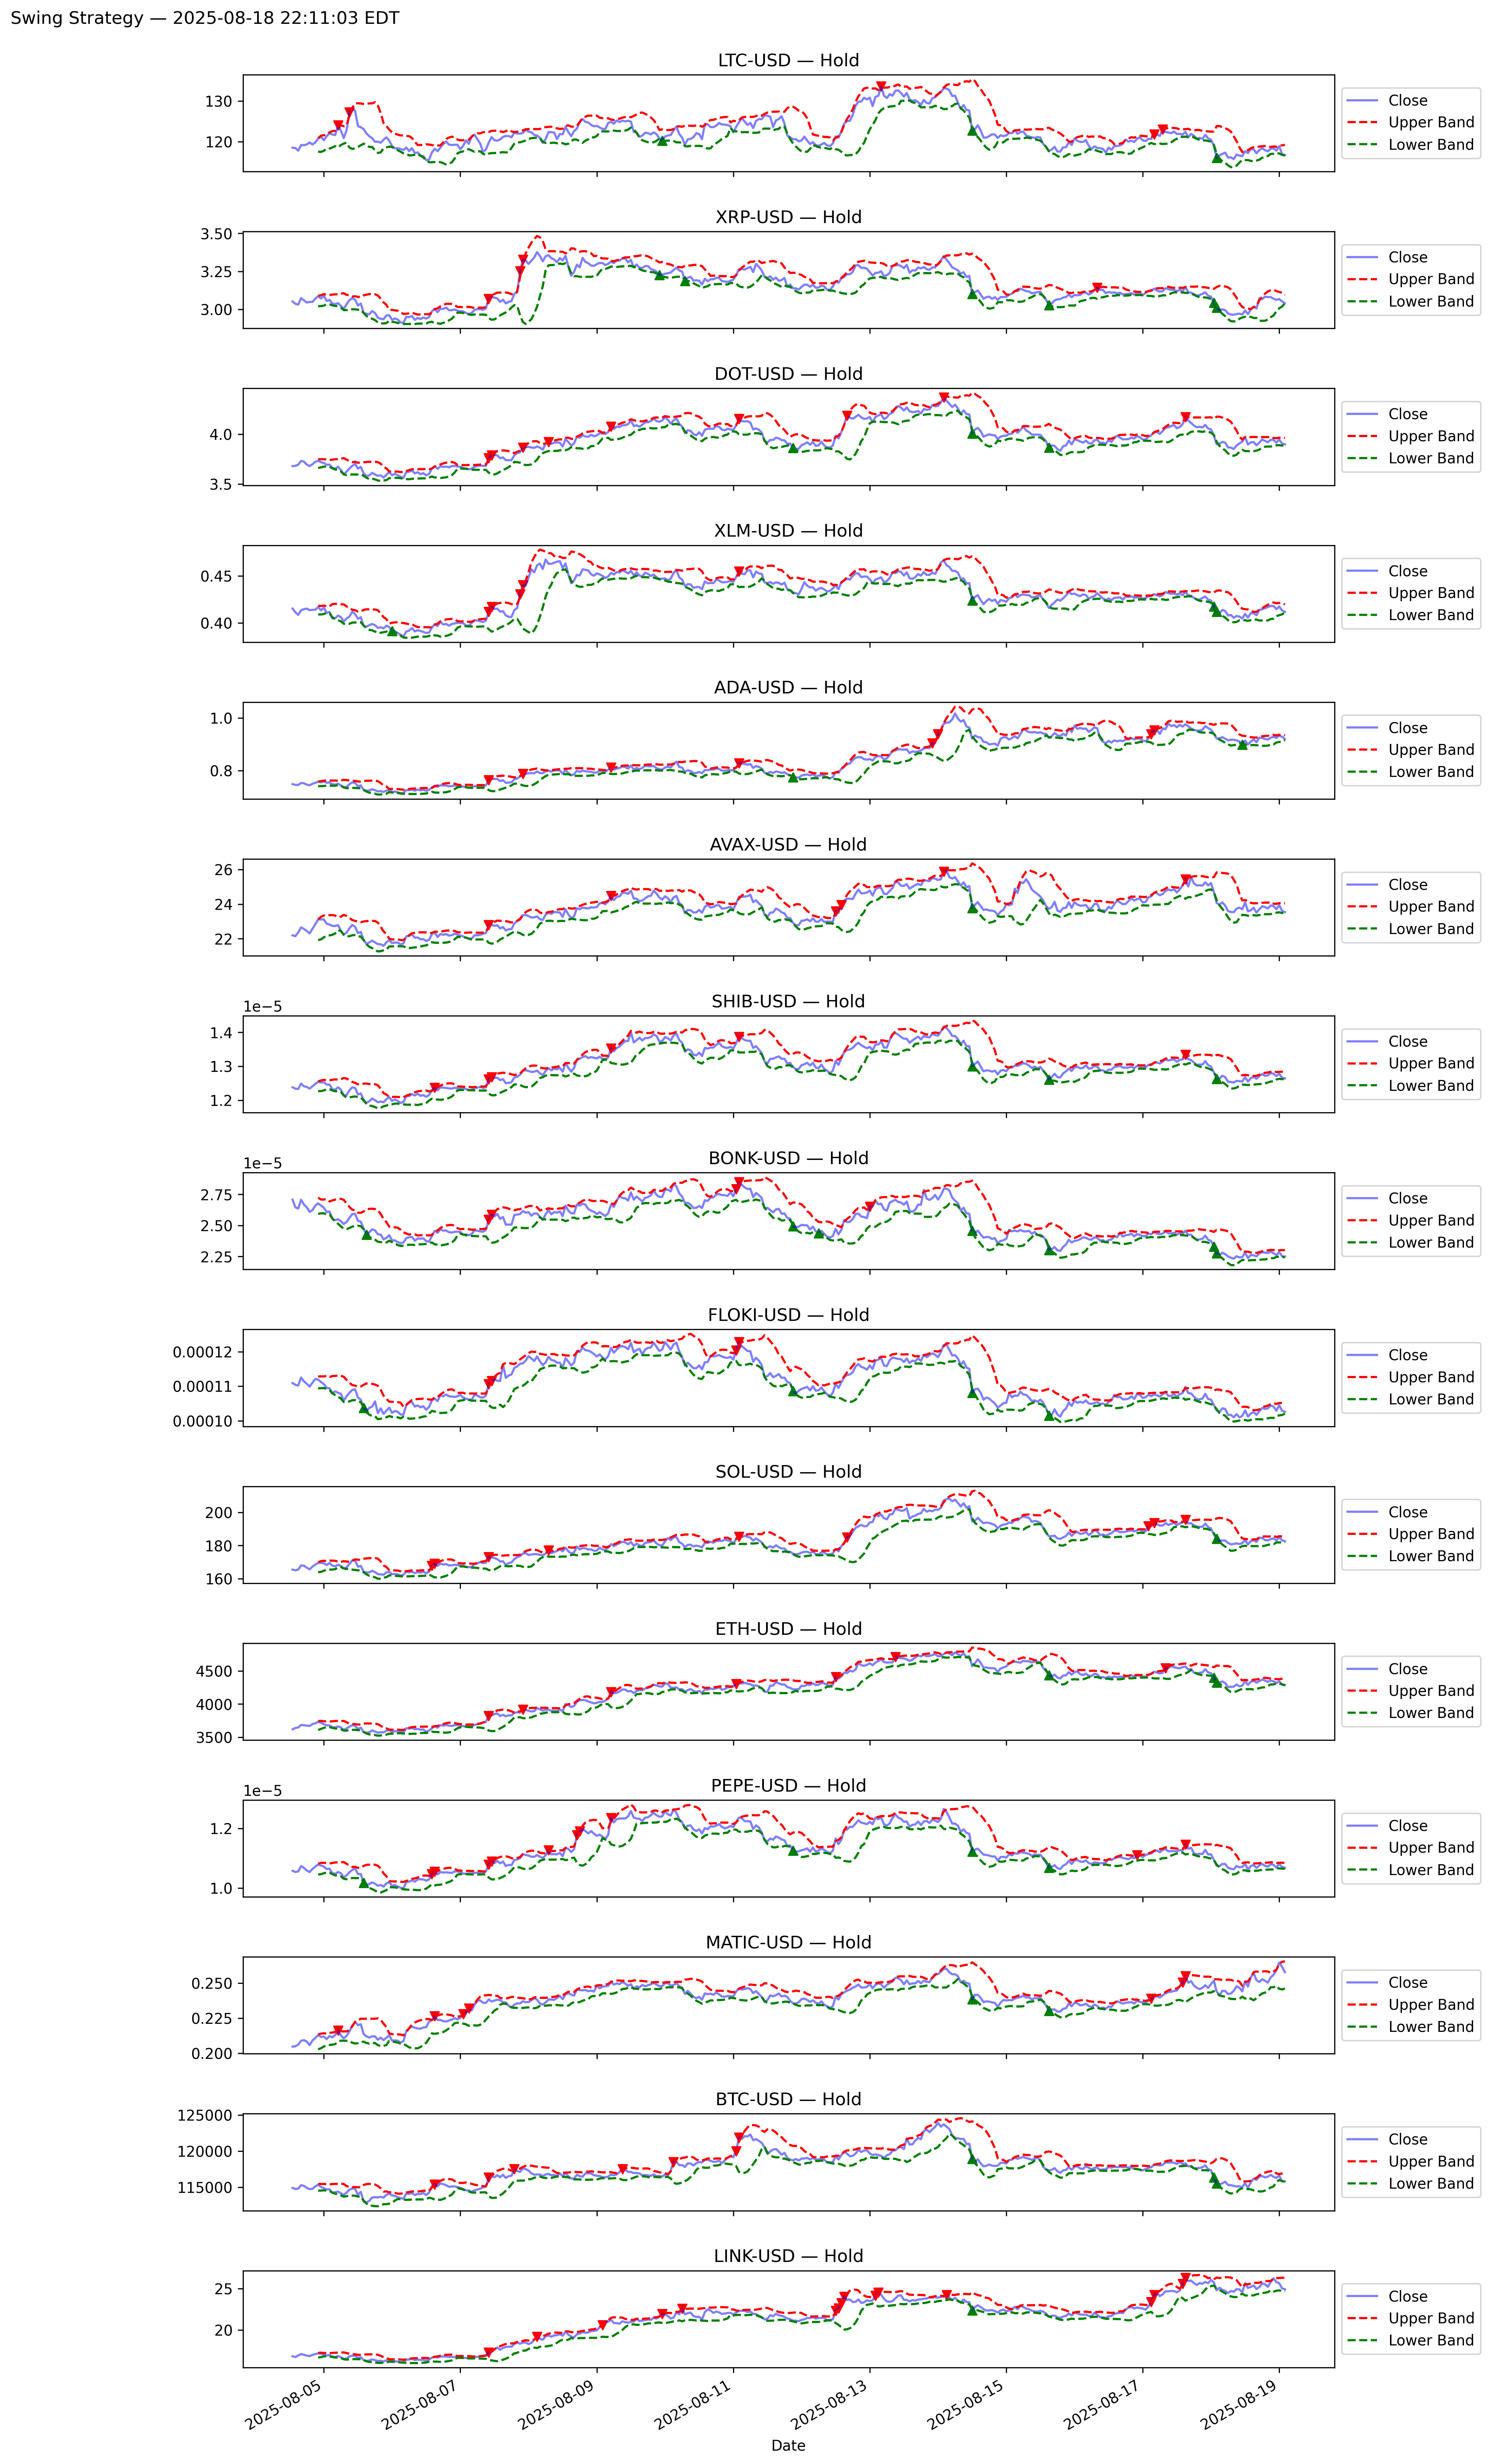 Swing Strategy — 2025-08-18 22:11:03 EDT
LTC-USD — Hold
130
120
Close
Upper Band
Lower Band
XRP-USD — Hold
3.50
3.25
3.00
Close
Upper Band
Lower Band
DOT-USD — Hold
4.0
3.5
Close
Upper Band
Lower Band
XLM-USD — Hold
0.45
0.40
Close
Upper Band
Lower Band
ADA-USD — Hold
1.0
0.8
Close
Upper Band
Lower Band
AVAX-USD — Hold
26
24
22
Close
Upper Band
Lower Band
1e−5
SHIB-USD — Hold
1.4
1.3
1.2
Close
Upper Band
Lower Band
1e−5
BONK-USD — Hold
2.75
2.50
2.25
Close
Upper Band
Lower Band
FLOKI-USD — Hold
0.00012
0.00011
0.00010
Close
Upper Band
Lower Band
SOL-USD — Hold
200
180
160
Close
Upper Band
Lower Band
ETH-USD — Hold
4500
4000
3500
Close
Upper Band
Lower Band
1e−5
PEPE-USD — Hold
1.2
1.0
Close
Upper Band
Lower Band
MATIC-USD — Hold
0.250
0.225
0.200
Close
Upper Band
Lower Band
BTC-USD — Hold
125000
120000
115000
Close
Upper Band
Lower Band
LINK-USD — Hold
25
20
Close
Upper Band
Lower Band
2025-08-05
2025-08-07
2025-08-09
2025-08-11
2025-08-13
2025-08-15
2025-08-17
2025-08-19
Date